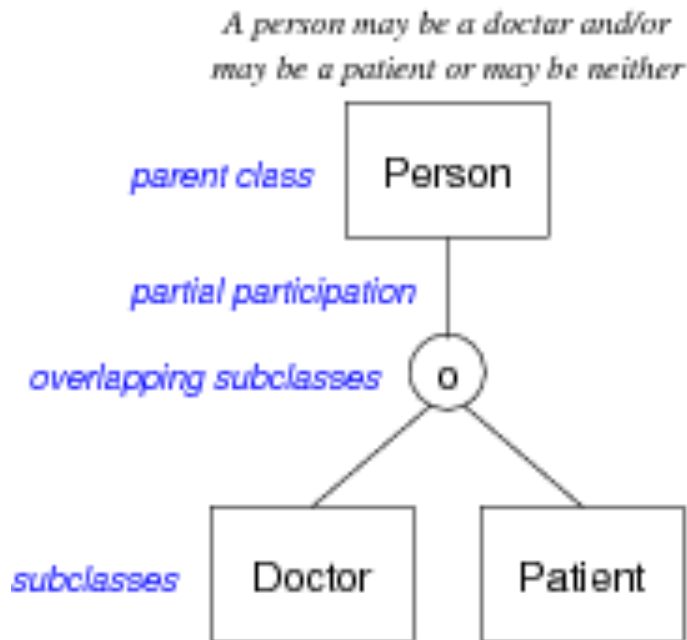 A person may be a doctar and/or
may be a patient or may be neither
parent class
Person
partial participation
overlapping subclasses
o
subclasses
Doctor
Patient